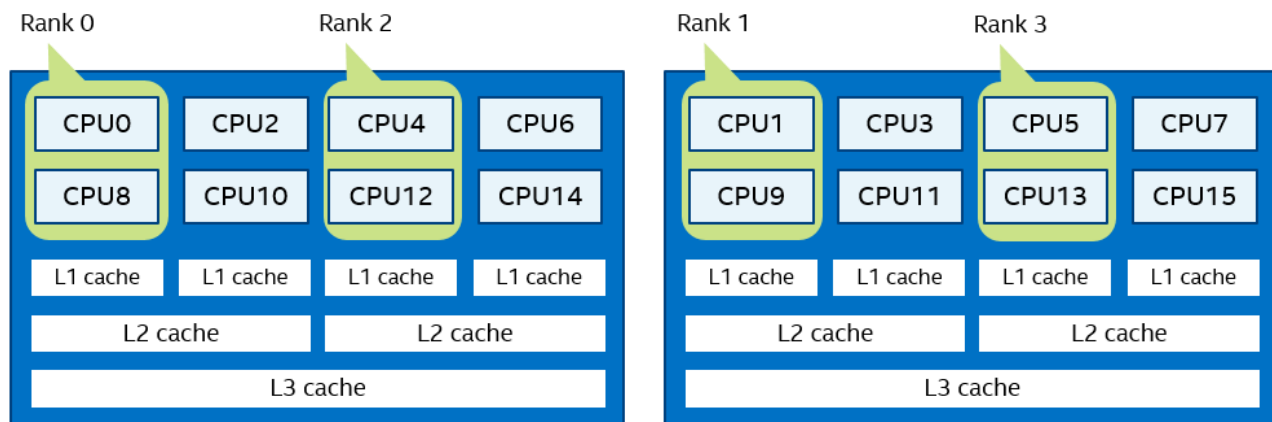 Rank 0
Rank 2
Rank 1
Rank 3
CPU0
CPU2
CPU4
CPU6
CPU8
CPU10
CPU12
CPU14
L1 cache
L1 cache
L1 cache
L1 cache
L2 cache
L2 cache
L3 cache
CPU1
CPU3
CPU5
CPU7
CPU9
CPU11
CPU13
CPU15
L1 cache
L1 cache
L1 cache
L1 cache
L2 cache
L2 cache
L3 cache